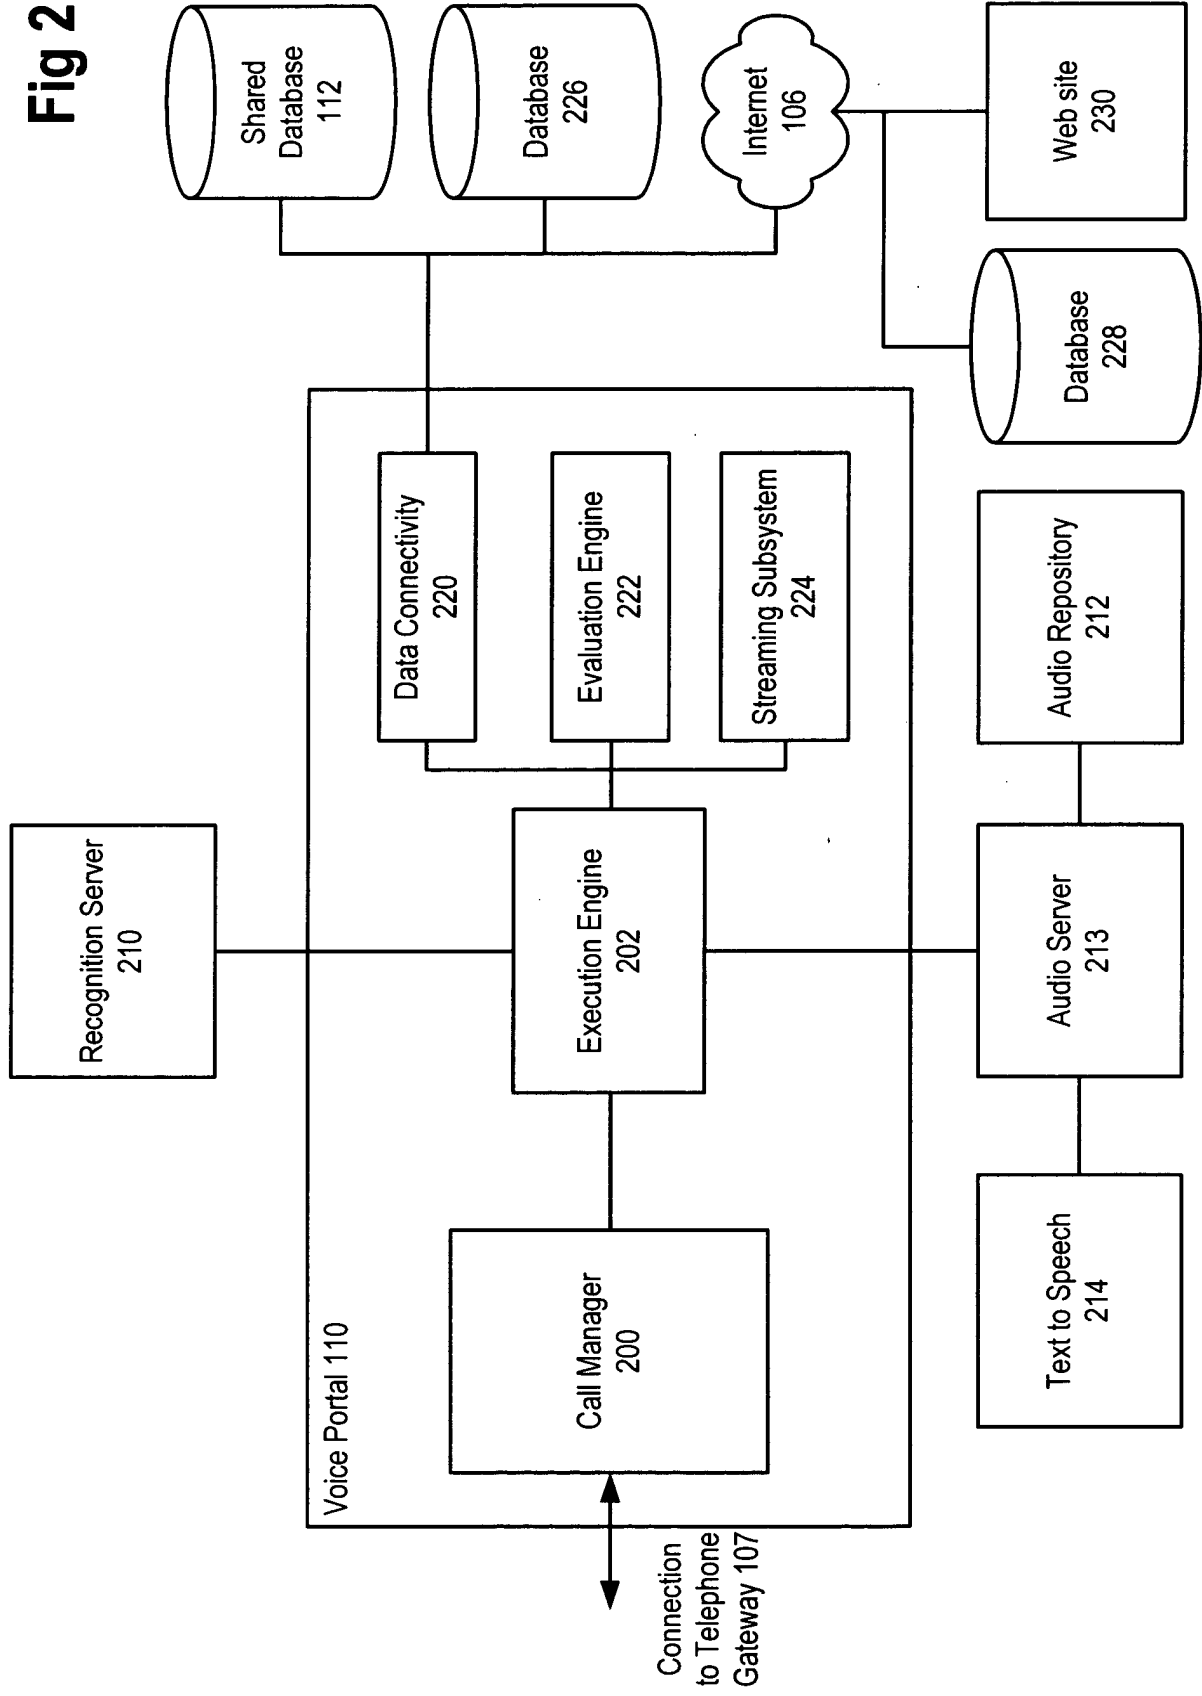 Fig 2
Recognition Server
210
Shared
Database
112
Database
226
Internet
106
Web site
230
Database
228
Voice Portal 110
Data Connectivity
220
Evaluation Engine
222
Streaming Subsystem
224
Execution Engine
202
Call Manager
200
Connection
to Telephone
Gateway 107
Text to Speech
214
Audio Server
213
Audio Repository
212